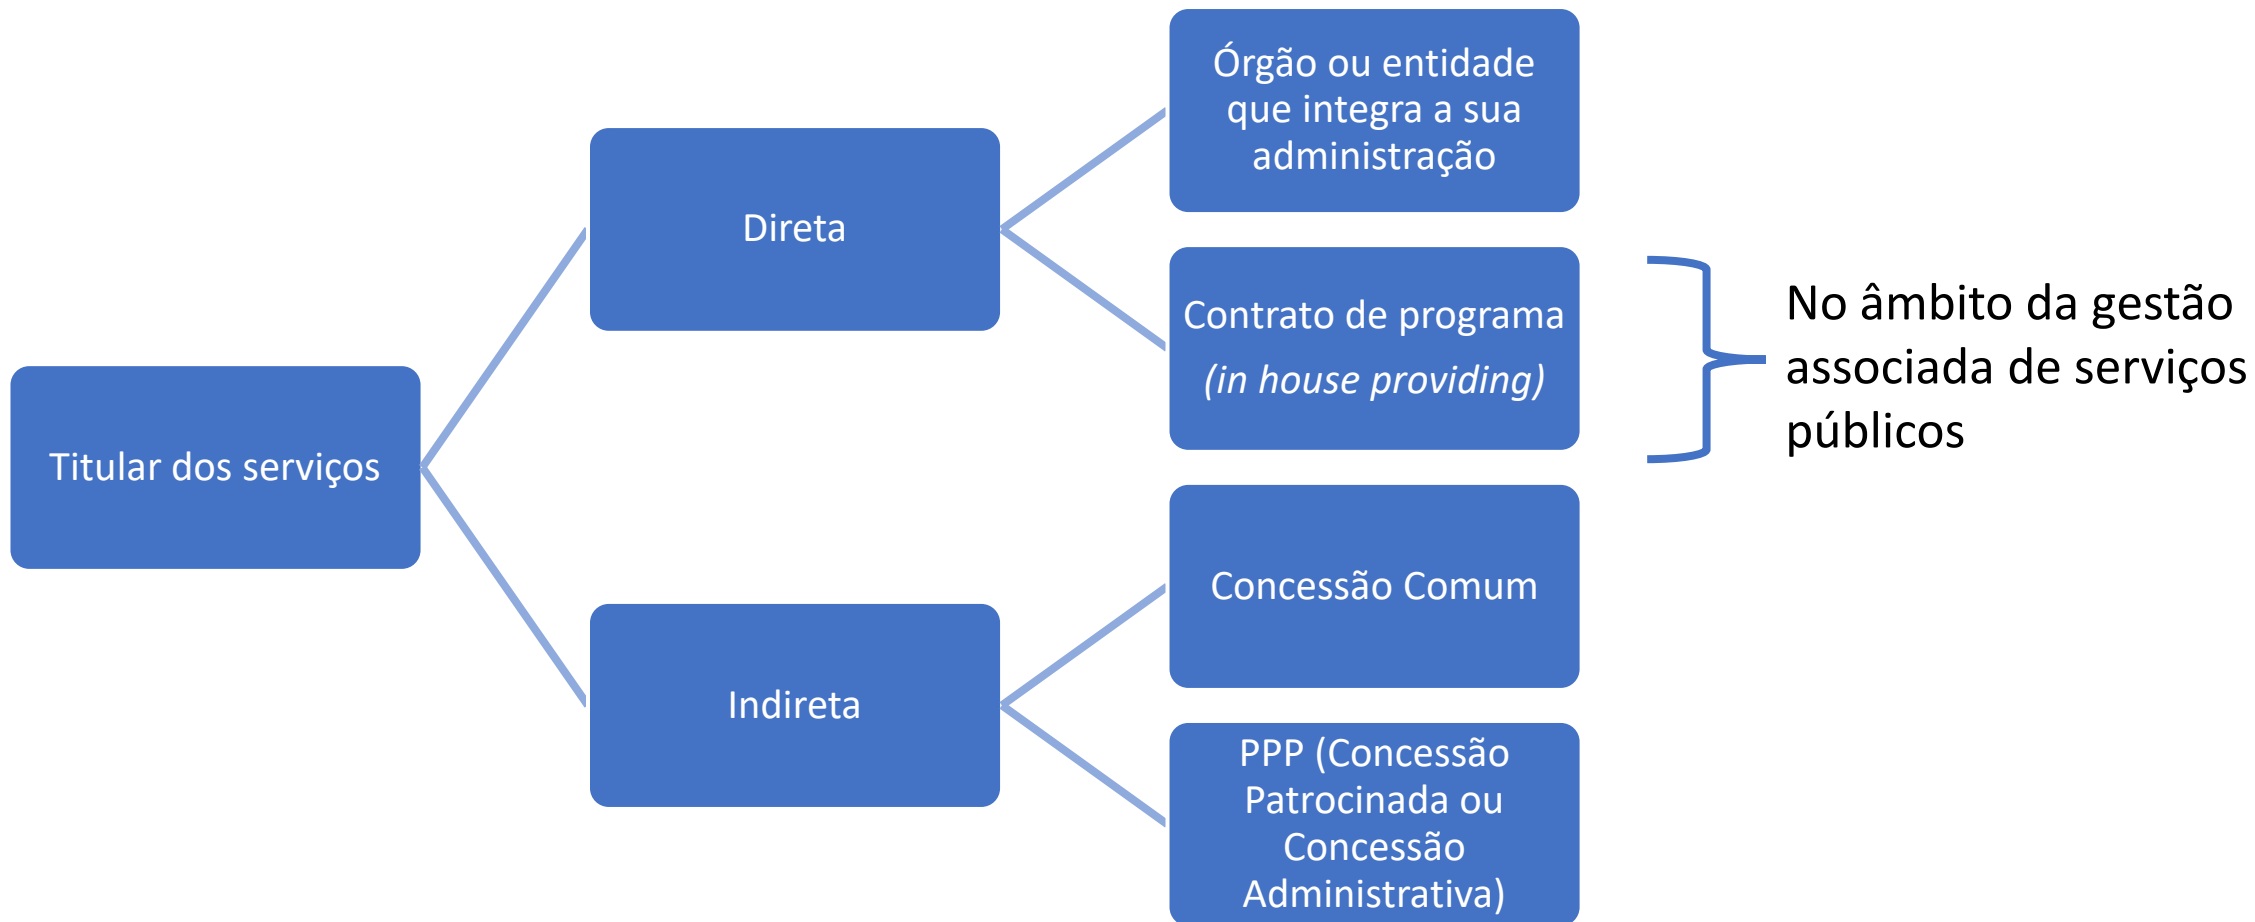 Titular dos serviços
Direta
Órgão ou entidade
que integra a sua
administração
Contrato de programa
(in house providing)
No âmbito da gestão
associada de serviços
públicos
Indireta
Concessão Comum
PPP (Concessão
Patrocinada ou
Concessão
Administrativa)